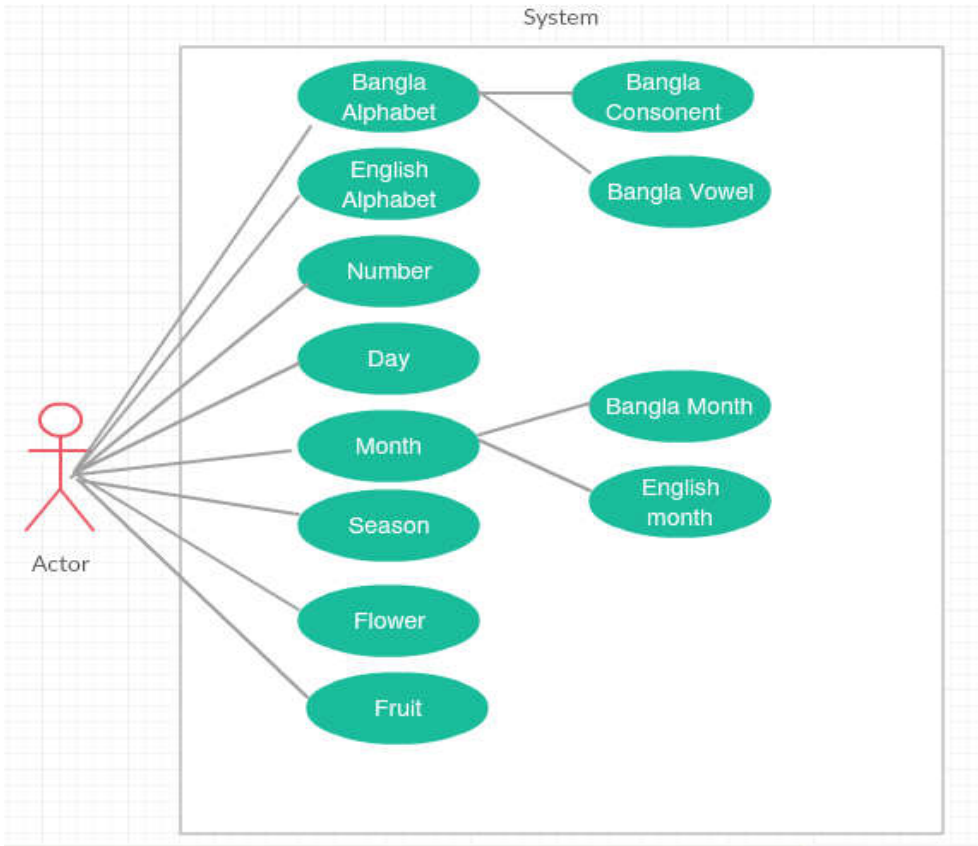 System
Bangla
Alphabet
Bangla
Consonent
English
Alphabet
Bangla Vowel
Number
Day
Month
Bangla Month
English
month
Season
Actor
Flower
Fruit